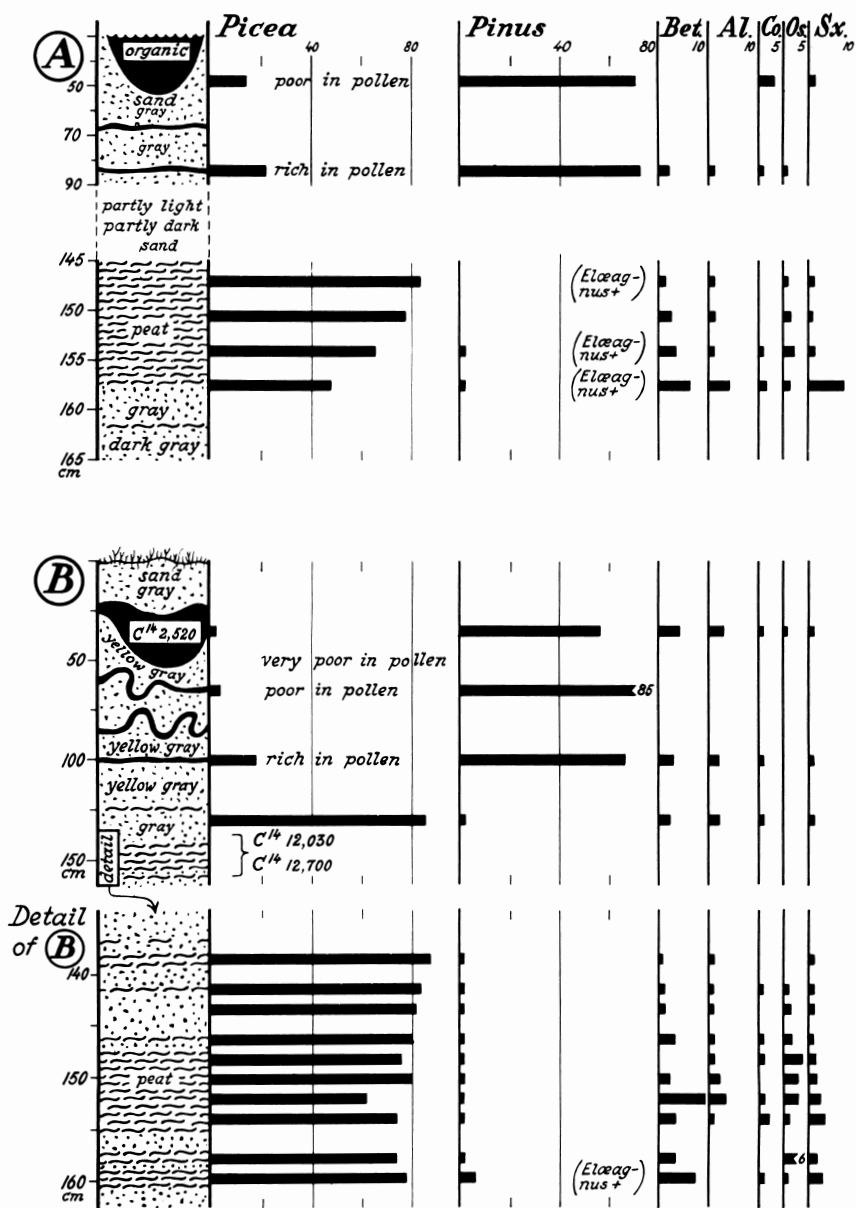 A
Picea
Pinus
Bet.
Al.
Co.
Os.
Sx.
40 80 40 80 10 10 5 5 10
organic
50
poor in pollen
sand
gray
70
gray
rich in pollen
90
partly light
partly dark
sand
145
(Elæag-
nus+)
150
peat
(Elæag-
nus+)
155
(Elæag-
nus+)
160
gray
dark gray
165
cm
B
sand
gray
C¹⁴ 2,520
yellow gray
50
very poor in pollen
poor in pollen
85
yellow gray
100
rich in pollen
yellow gray
gray
C¹⁴ 12,030
C¹⁴ 12,700
150
cm
detail
Detail
of B
140
150
peat
6
160
cm
(Elæag-
nus+)